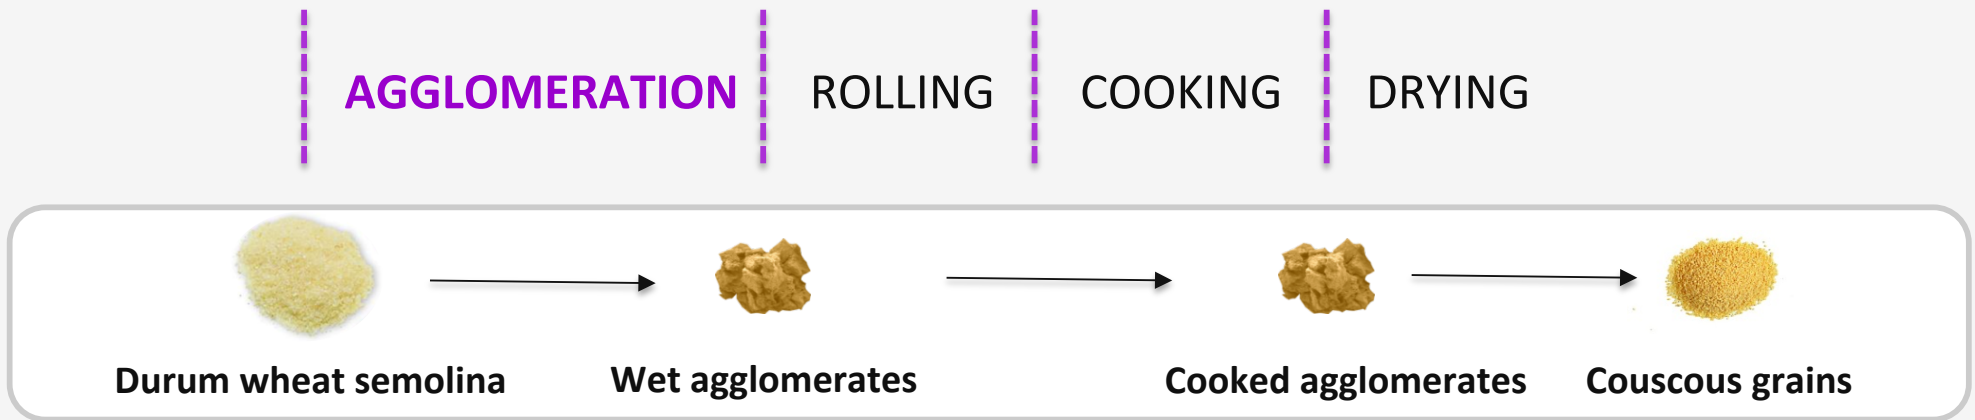 AGGLOMERATION ROLLING COOKING DRYING
Durum wheat semolina Wet agglomerates Cooked agglomerates Couscous grains